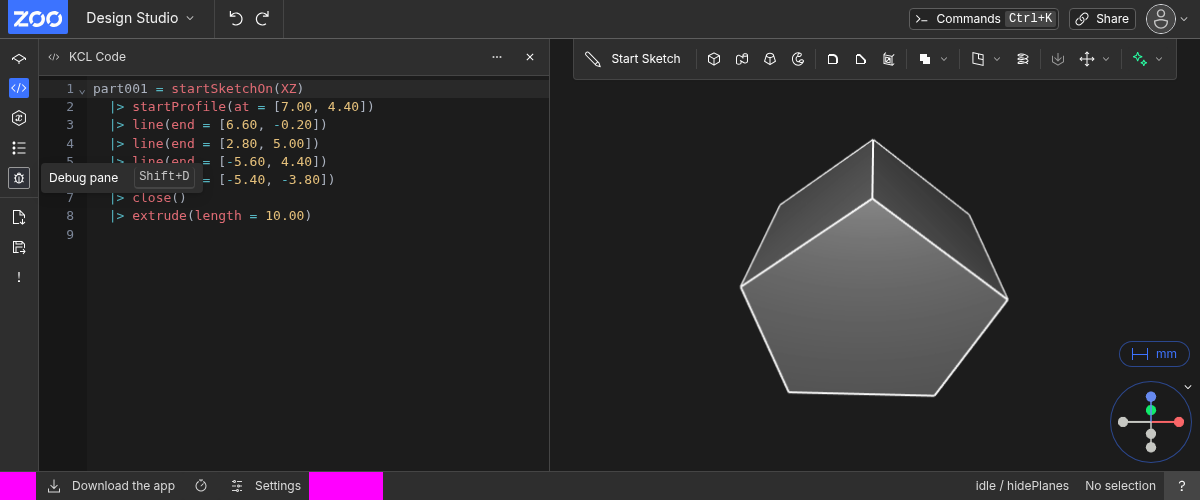 ZOO Design Studio Commands Ctrl+K Share
</> KCL Code ...
Start Sketch
1 part001 = startSketchOn(XZ)
2 |> startProfile(at = [7.00, 4.40])
3 |> line(end = [6.60, -0.20])
4 |> line(end = [2.80, 5.00])
5 |> line(end = [-5.60, 4.40])
= [-5.40, -3.80])
Debug pane Shift+D
7 |> close()
8 |> extrude(length = 10.00)
9
mm
Download the app Settings idle / hidePlanes No selection ?